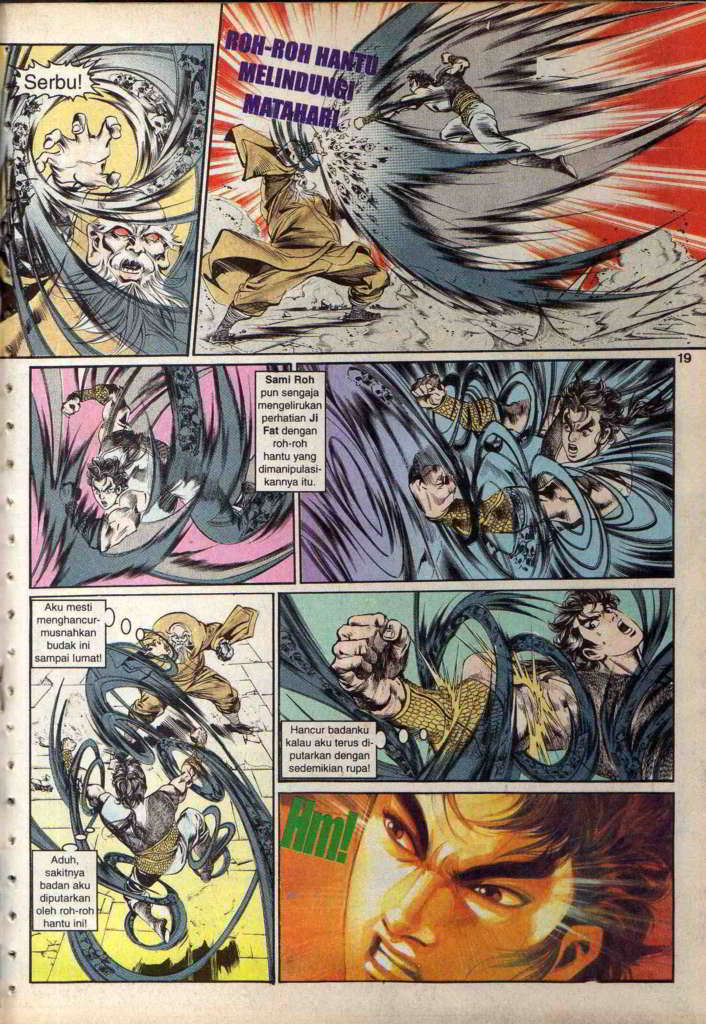 Serbu!
ROH-ROH HANTU
MELINDUNGI
MATAHARI
19
Sami Roh
pun sengaja
mengelirukan
perhatian Ji
Fat dengan
roh-roh
hantu yang
dimanipulasi-
kannya itu.
Aku mesti
menghancur-
musnahkan
budak ini
sampai lumat!
Aduh,
sakitnya
badan aku
diputarkan
oleh roh-roh
hantu ini!
Hancur badanku
kalau aku terus di-
putarkan dengan
sedemikian rupa!
Hm!